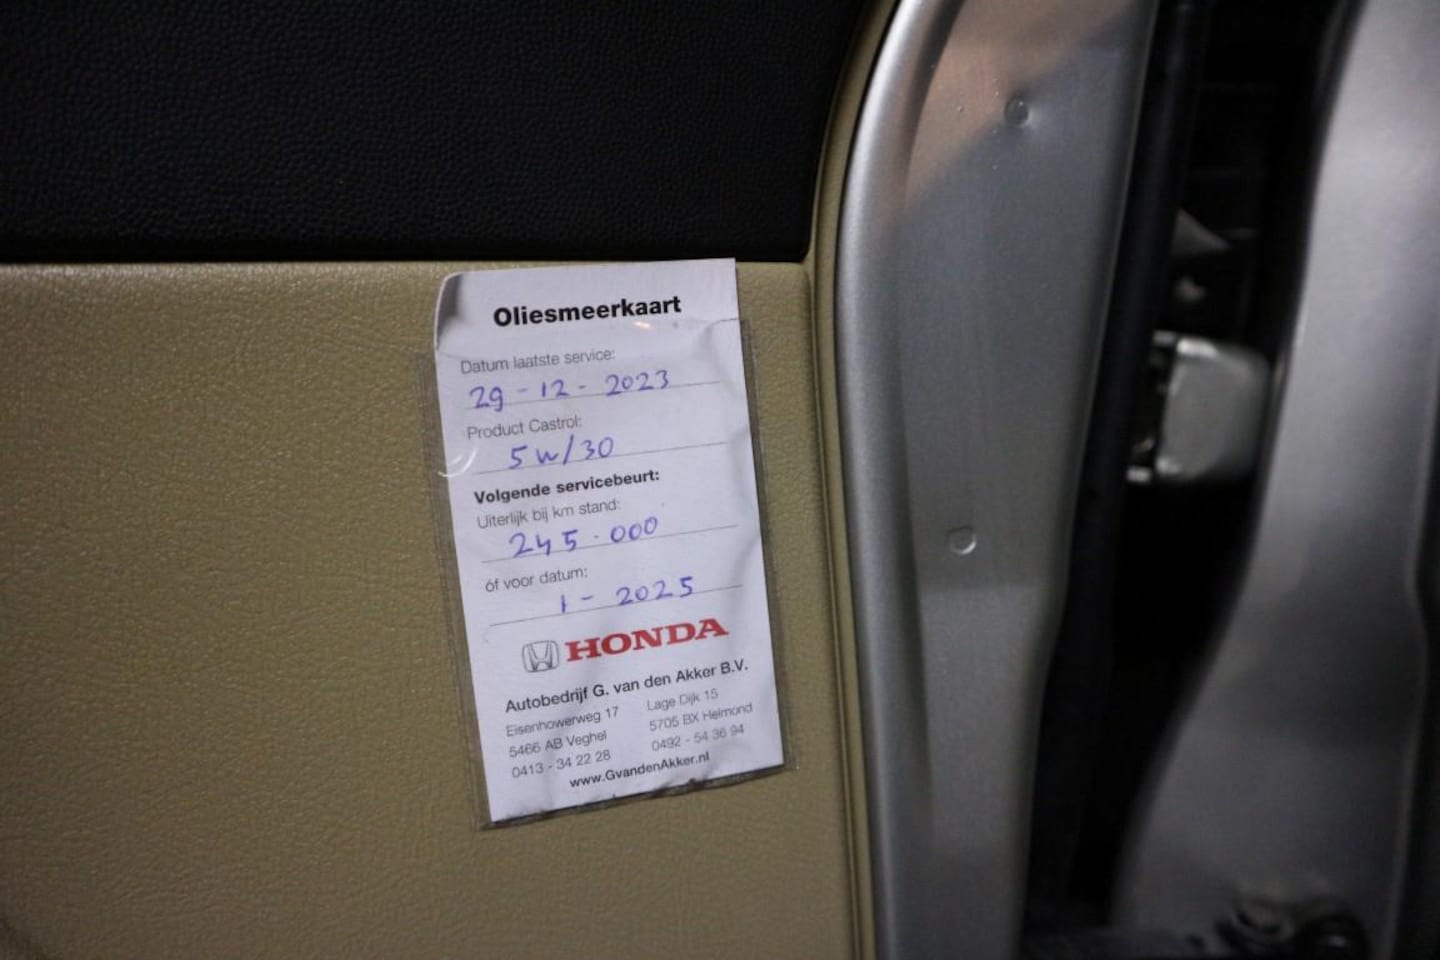 Oliesmeerkaart
Datum laatste service:
29-12-2023
Product Castrol:
5w/30
Volgende servicebeurt:
Uiterlijk bij km stand:
245.000
óf voor datum:
1-2025
HONDA
Autobedrijf G. van den Akker B.V.
Eisenhowerweg 17 Lage Dijk 15
5466 AB Veghel 5705 BX Helmond
0413 - 34 22 28 0492 - 54 36 94
www.GvandenAkker.nl